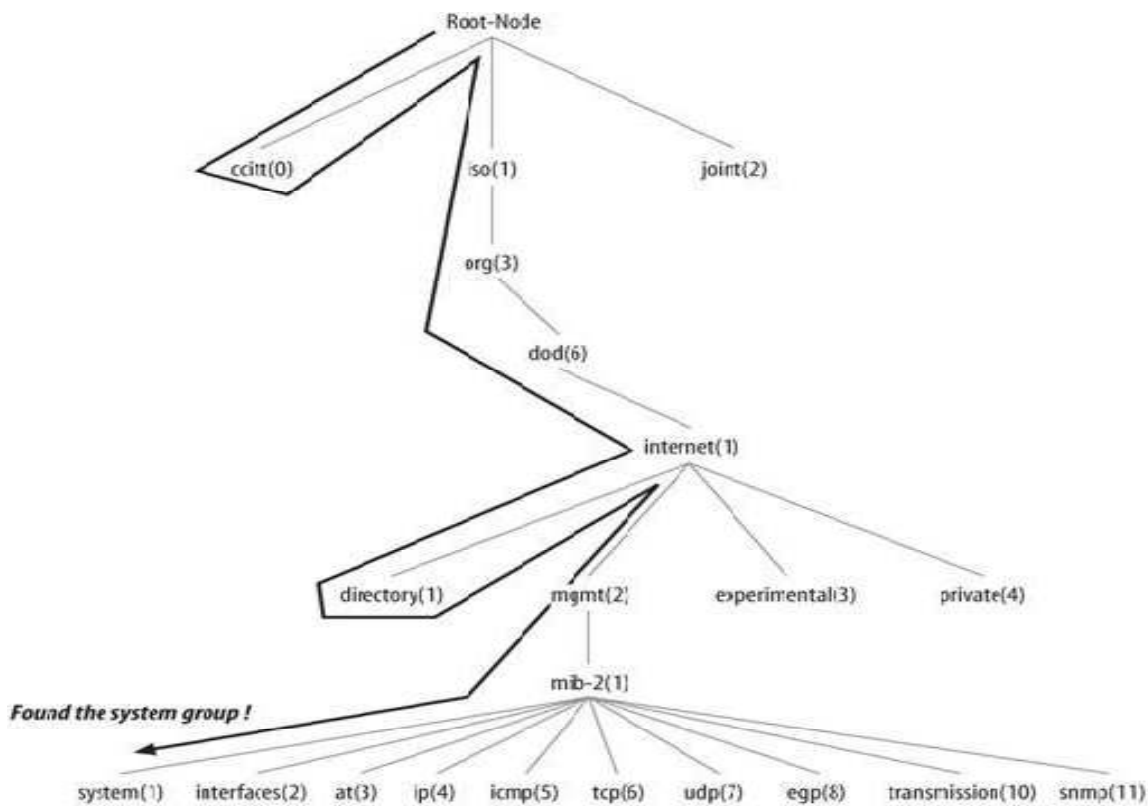 Root-Node
ccitt(0) iso(1) joint(2)
org(3)
dod(6)
internet(1)
directory(1) mgmt(2) experimental(3) private(4)
mib-2(1)
Found the system group !
system(1) interfaces(2) at(3) ip(4) icmp(5) tcp(6) udp(7) egp(8) transmission(10) snmp(11)